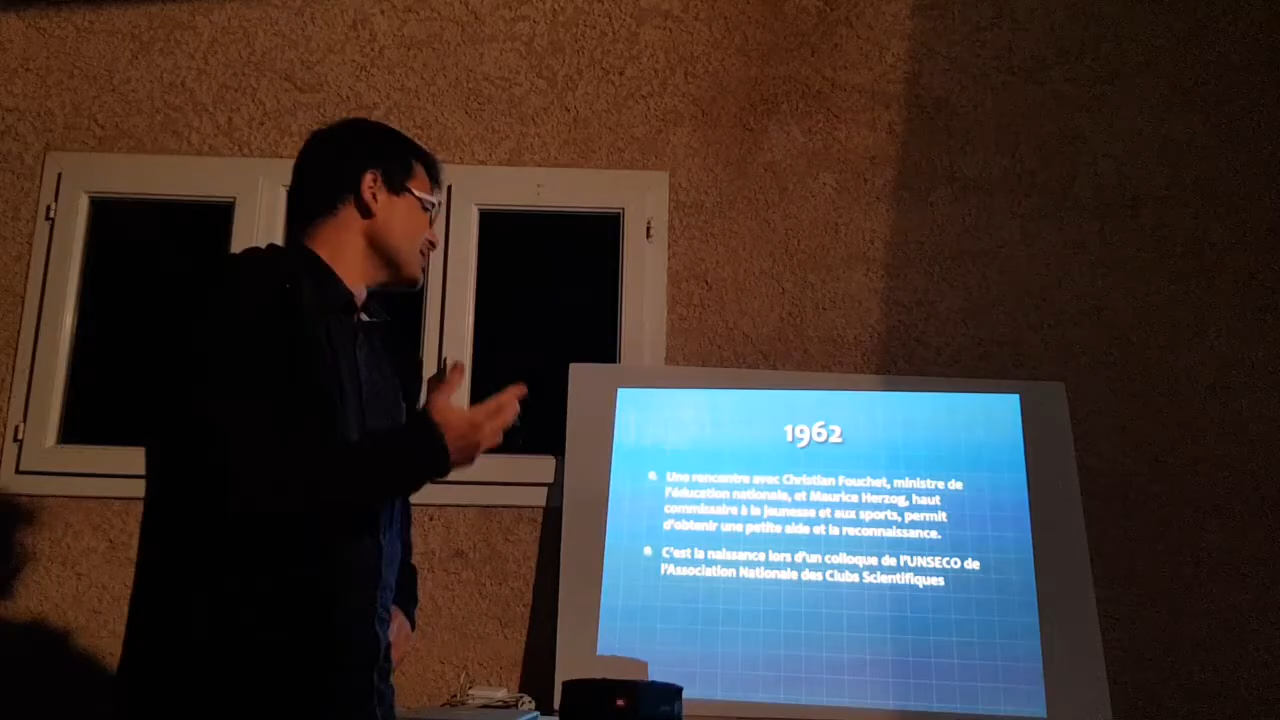 1962
Une rencontre avec Christian Fouchet, ministre de
l'éducation nationale, et Maurice Herzog, haut
commissaire à la jeunesse et aux sports, permit
d'obtenir une petite aide et la reconnaissance.
C'est la naissance lors d'un colloque de l'UNSECO de
l'Association Nationale des Clubs Scientifiques
JBL